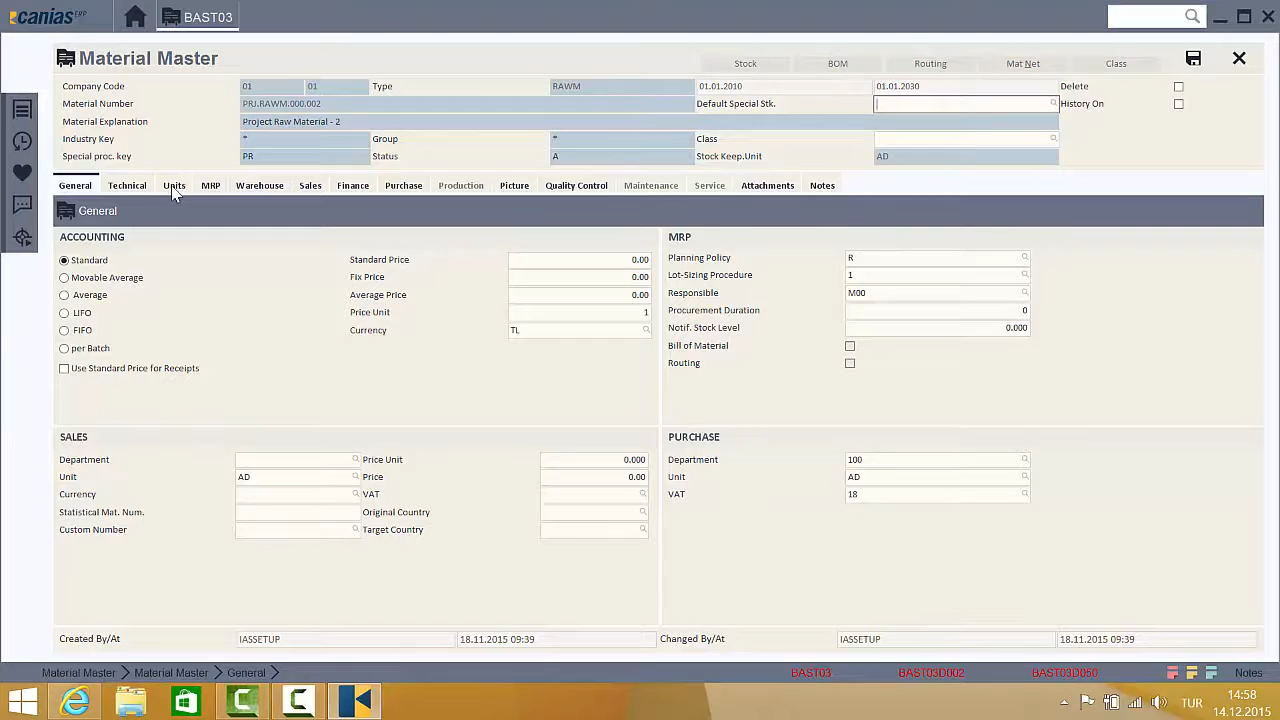 canias ERP
BAST03
Material Master
Stock BOM Routing Mat Net Class
Company Code 01 01 Type RAWM 01.01.2010 01.01.2030 Delete
Material Number PRJ.RAWM.000.002 Default Special Stk. History On
Material Explanation Project Raw Material - 2
Industry Key * Group * Class
Special proc. key PR Status A Stock Keep.Unit AD
General Technical Units MRP Warehouse Sales Finance Purchase Production Picture Quality Control Maintenance Service Attachments Notes
General
ACCOUNTING
Standard Standard Price 0.00
Movable Average Fix Price 0.00
Average Average Price 0.00
LIFO Price Unit 1
FIFO Currency TL
per Batch
Use Standard Price for Receipts
MRP
Planning Policy R
Lot-Sizing Procedure 1
Responsible M00
Procurement Duration 0
Notif. Stock Level 0.000
Bill of Material
Routing
SALES
Department Price Unit 0.000
Unit AD Price 0.00
Currency VAT
Statistical Mat. Num. Original Country
Custom Number Target Country
PURCHASE
Department 100
Unit AD
VAT 18
Created By/At IASSETUP 18.11.2015 09:39 Changed By/At IASSETUP 18.11.2015 09:39
Material Master Material Master General BAST03 BAST03D002 BAST03D050 Notes
TUR
14:58
14.12.2015